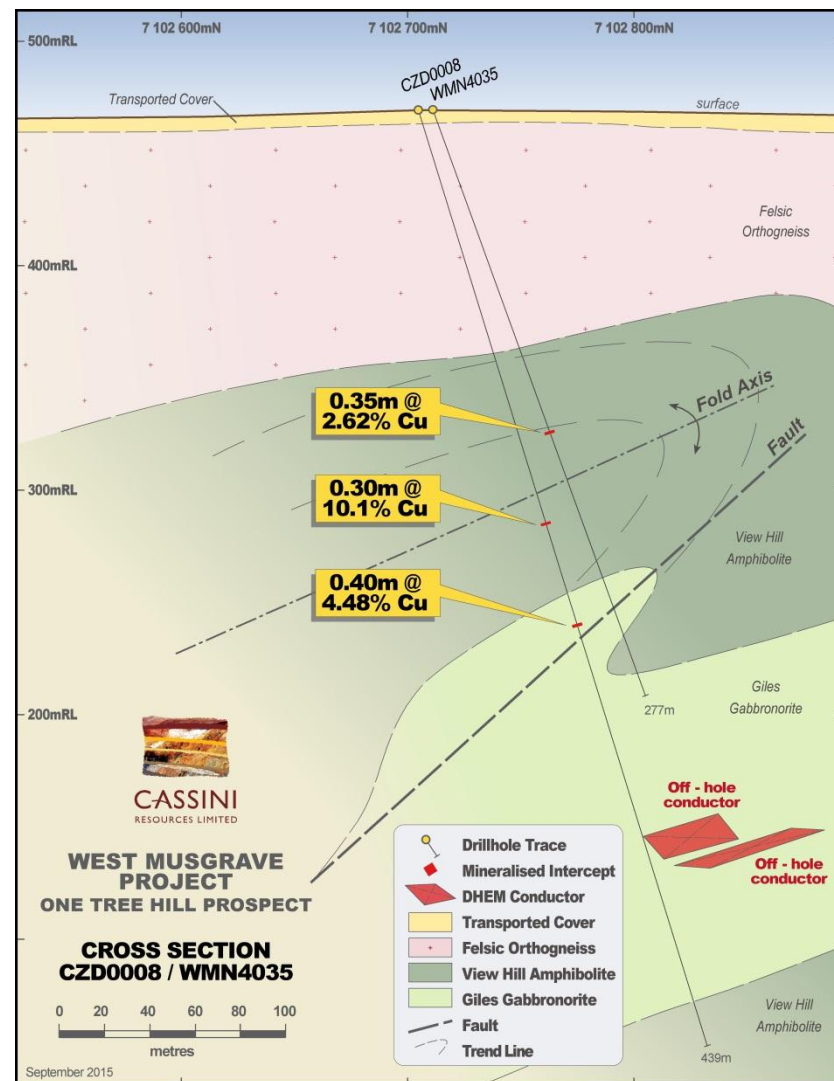 7 102 600mN
7 102 700mN
7 102 800mN
500mRL
CZD0008
WMN4035
Transported Cover
surface
Felsic
Orthogneiss
400mRL
Fold Axis
Fault
0.35m @
2.62% Cu
300mRL
0.30m @
10.1% Cu
View Hill
Amphibolite
0.40m @
4.48% Cu
Giles
Gabbronorite
200mRL
277m
Off - hole
conductor
Off - hole
conductor
CASSINI
RESOURCES LIMITED
WEST MUSGRAVE
PROJECT
ONE TREE HILL PROSPECT
CROSS SECTION
CZD0008 / WMN4035
0 20 40 60 80 100
metres
September 2015
Drillhole Trace
Mineralised Intercept
DHEM Conductor
Transported Cover
Felsic Orthogneiss
View Hill Amphibolite
Giles Gabbronorite
Fault
Trend Line
View Hill
Amphibolite
439m